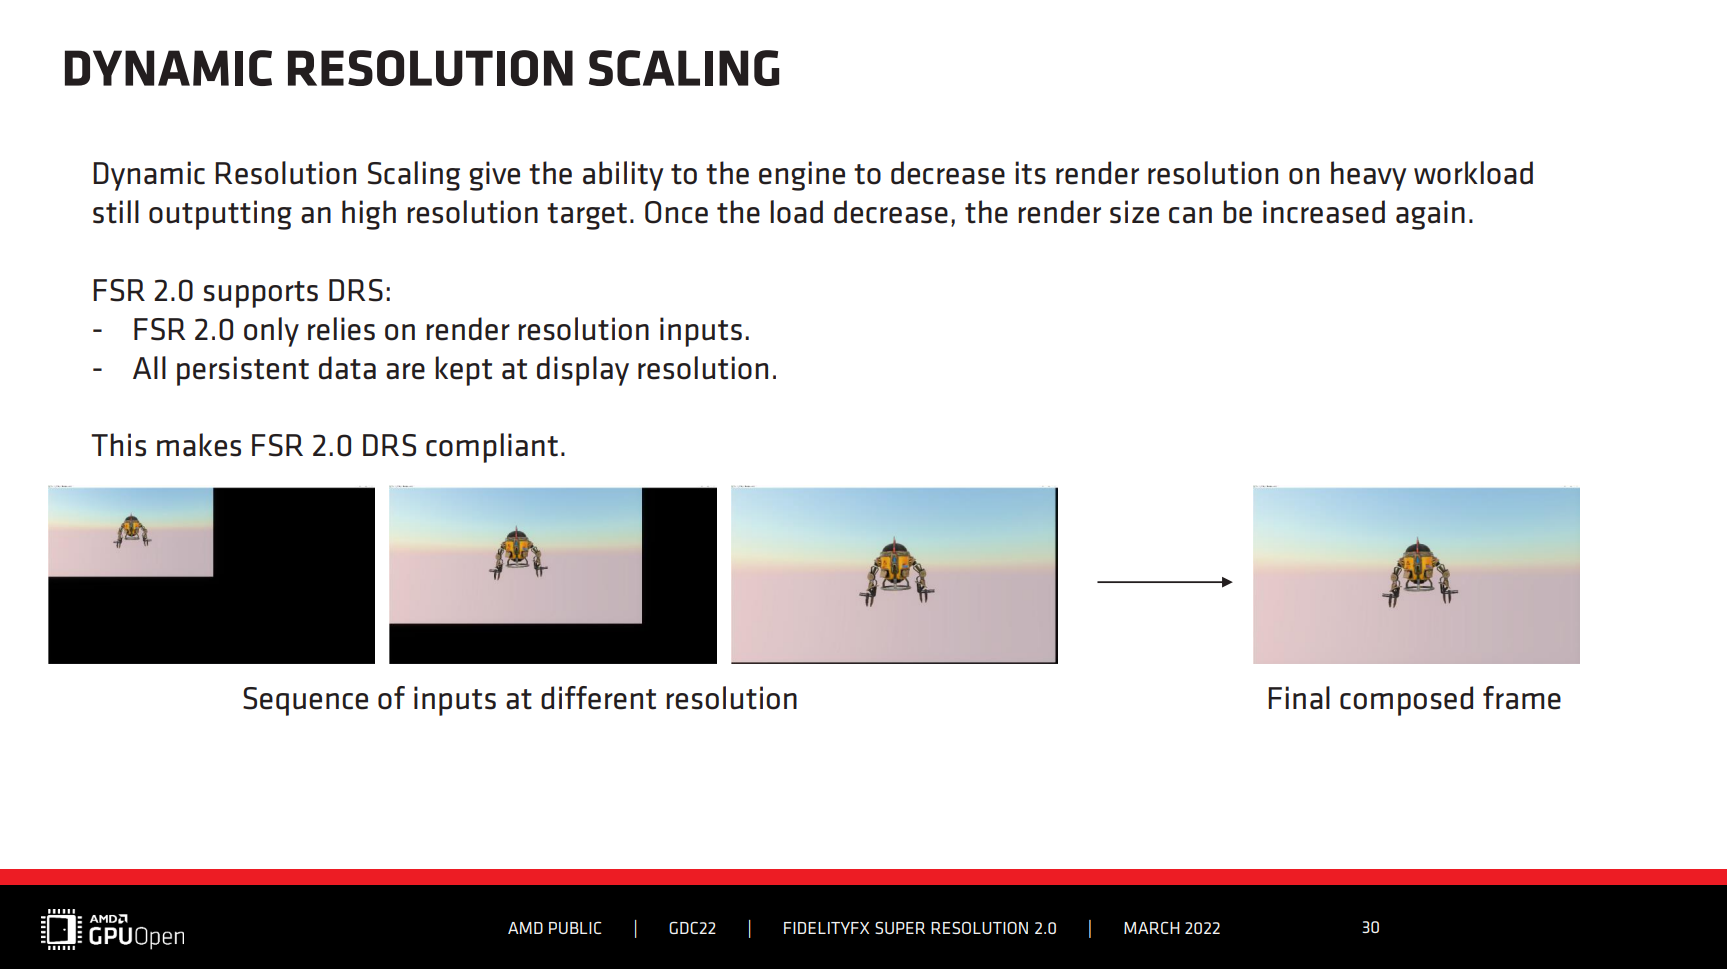 DYNAMIC RESOLUTION SCALING
Dynamic Resolution Scaling give the ability to the engine to decrease its render resolution on heavy workload
still outputting an high resolution target. Once the load decrease, the render size can be increased again.
FSR 2.0 supports DRS:
- FSR 2.0 only relies on render resolution inputs.
- All persistent data are kept at display resolution.
This makes FSR 2.0 DRS compliant.
Sequence of inputs at different resolution
Final composed frame
AMD
GPUOpen
AMD PUBLIC | GDC22 | FIDELITYFX SUPER RESOLUTION 2.0 | MARCH 2022
30